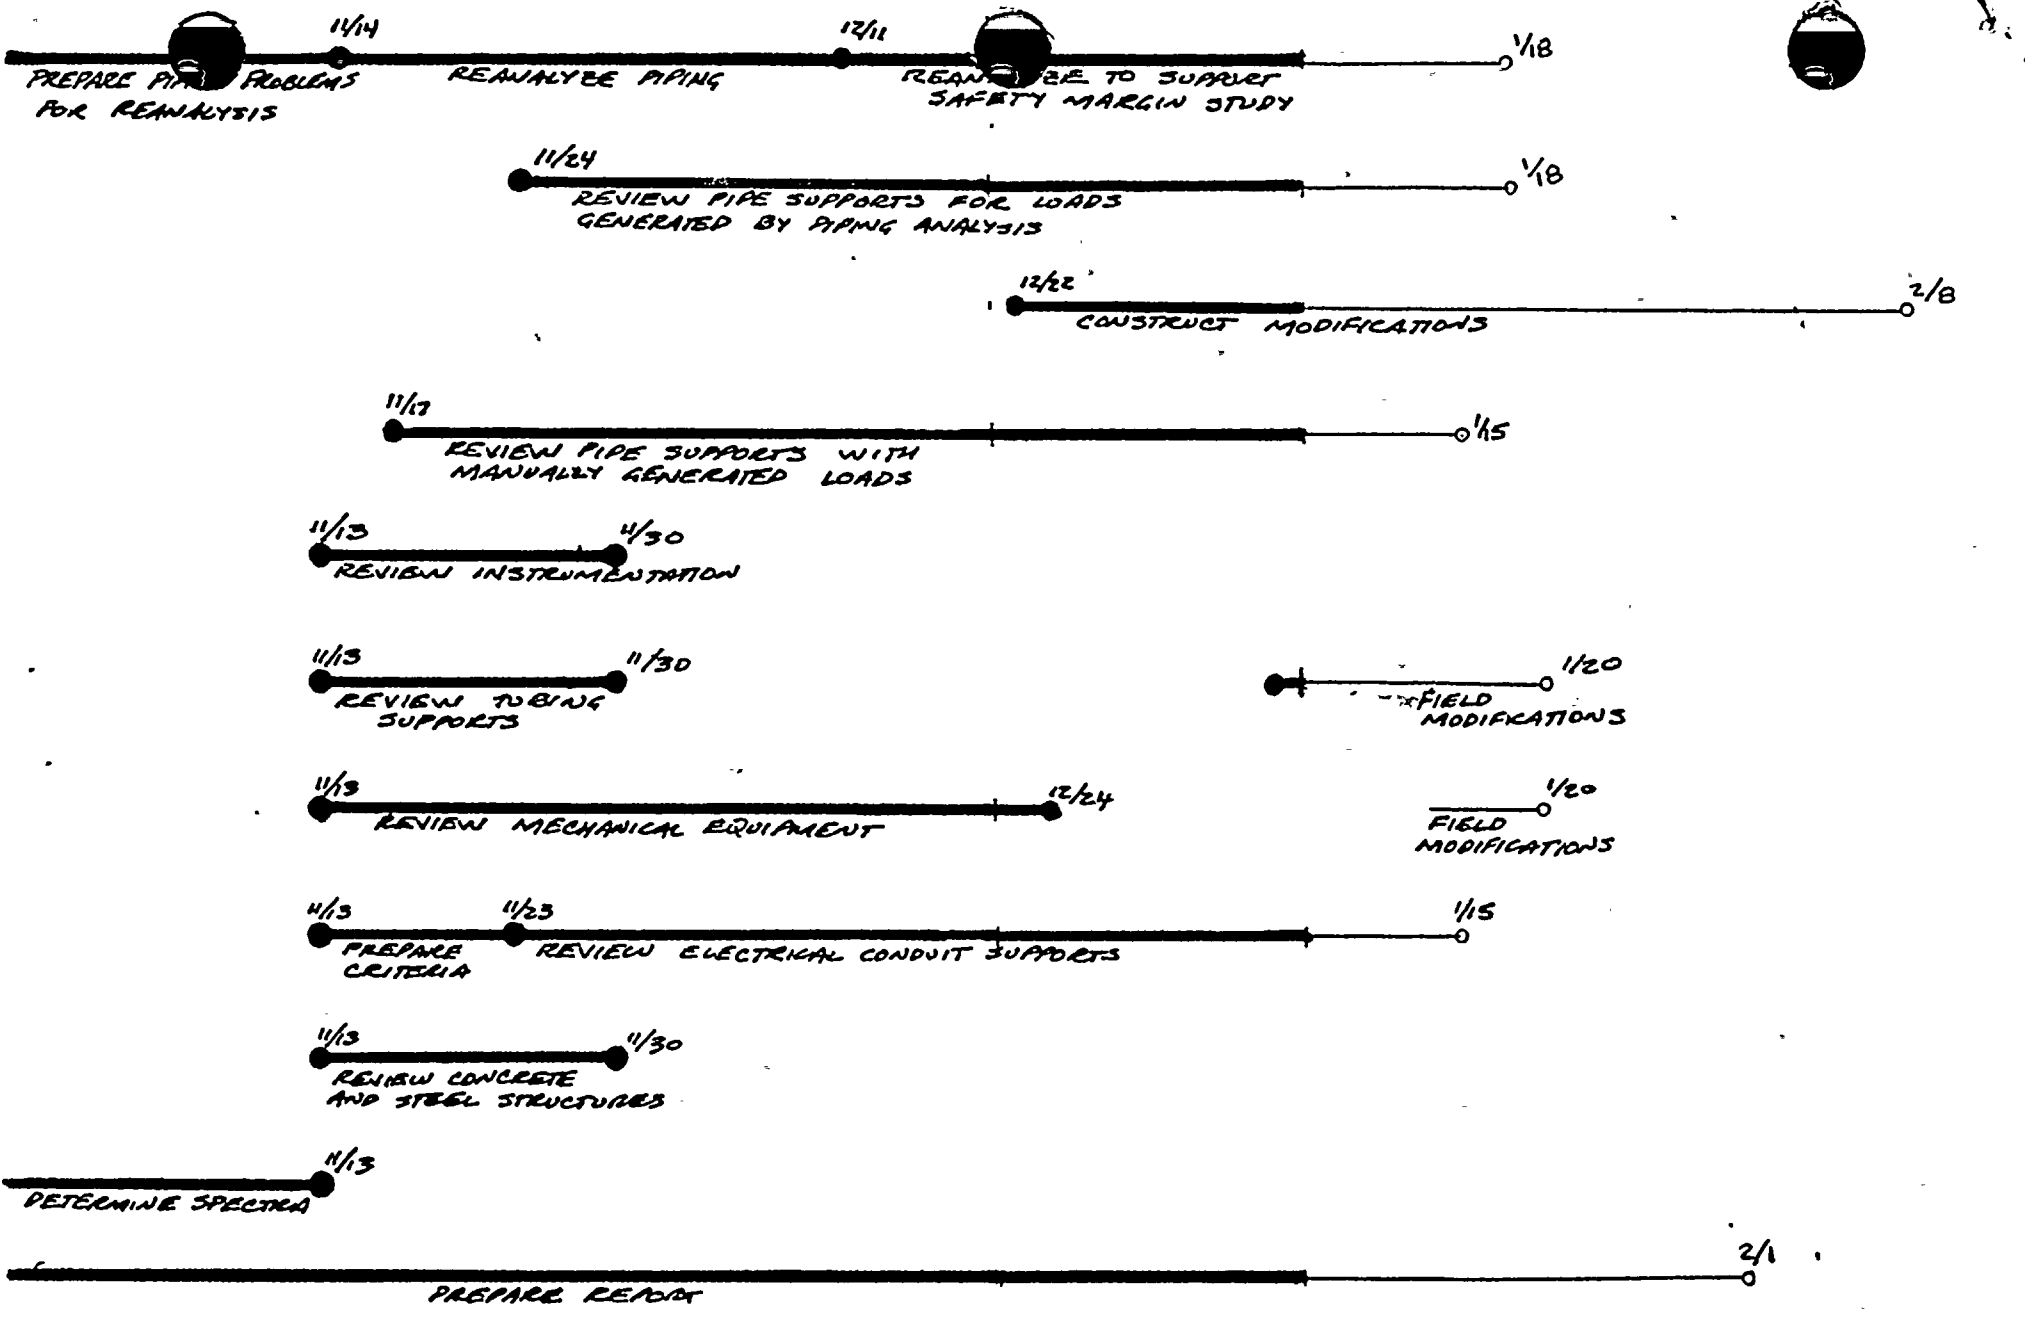 11/14 12/11 1/18
PREPARE PROBLEMS REANALYZE PIPING TO SUPPORT
FOR REANALYSIS SAFETY MARGIN STUDY
11/24 1/18
REVIEW PIPE SUPPORTS FOR LOADS
GENERATED BY PIPING ANALYSIS
12/22 2/8
CONSTRUCT MODIFICATIONS
11/17 1/15
REVIEW PIPE SUPPORTS WITH
MANUALLY GENERATED LOADS
11/13 11/30
REVIEW INSTRUMENTATION
11/13 11/30 1/20
REVIEW TUBING FIELD
SUPPORTS MODIFICATIONS
11/13 12/24 1/20
REVIEW MECHANICAL EQUIPMENT FIELD
MODIFICATIONS
11/13 11/23 1/15
PREPARE REVIEW ELECTRICAL CONDUIT SUPPORTS
CRITERIA
11/13 11/30
REVIEW CONCRETE
AND STEEL STRUCTURES
11/13
DETERMINE SPECTRA
2/1
PREPARE REPORT